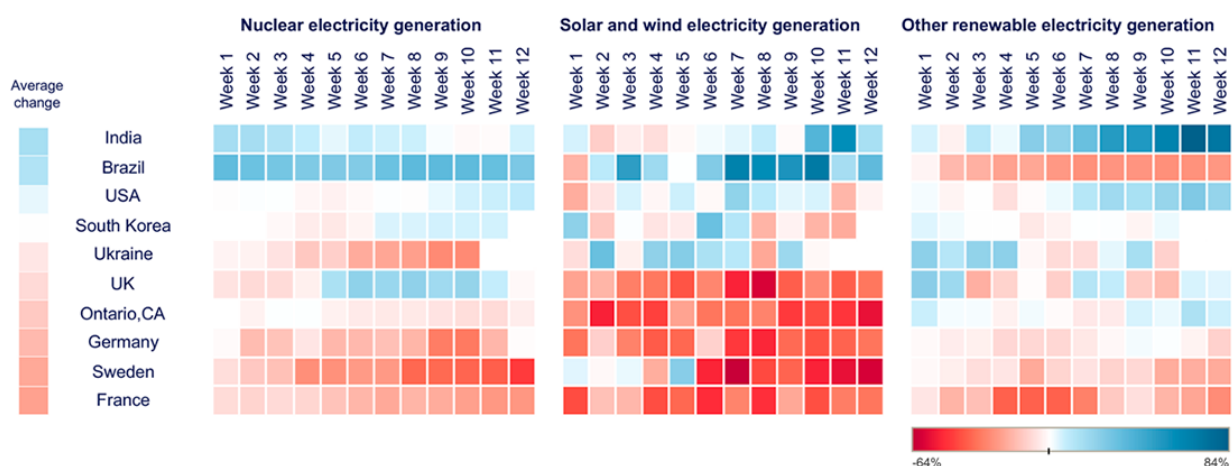 Nuclear electricity generation
Solar and wind electricity generation
Other renewable electricity generation
Average
change
Week 1
Week 2
Week 3
Week 4
Week 5
Week 6
Week 7
Week 8
Week 9
Week 10
Week 11
Week 12
Week 1
Week 2
Week 3
Week 4
Week 5
Week 6
Week 7
Week 8
Week 9
Week 10
Week 11
Week 12
Week 1
Week 2
Week 3
Week 4
Week 5
Week 6
Week 7
Week 8
Week 9
Week 10
Week 11
Week 12
India
Brazil
USA
South Korea
Ukraine
UK
Ontario,CA
Germany
Sweden
France
-64%
84%